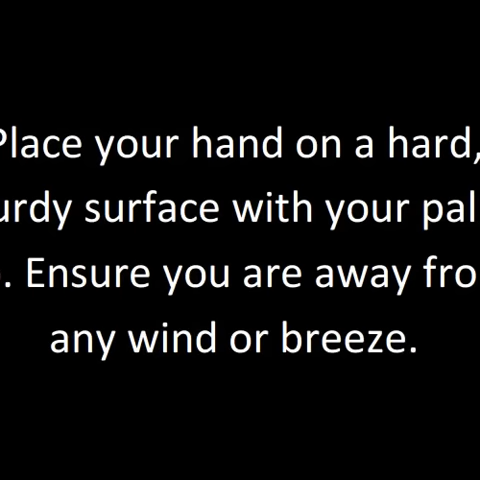 Place your hand on a hard,
urdy surface with your pal
. Ensure you are away fro
any wind or breeze.